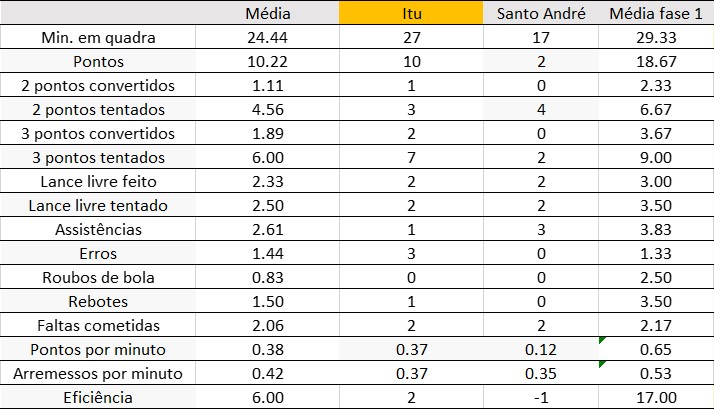 Média Itu Santo André Média fase 1
Min. em quadra 24.44 27 17 29.33
Pontos 10.22 10 2 18.67
2 pontos convertidos 1.11 1 0 2.33
2 pontos tentados 4.56 3 4 6.67
3 pontos convertidos 1.89 2 0 3.67
3 pontos tentados 6.00 7 2 9.00
Lance livre feito 2.33 2 2 3.00
Lance livre tentado 2.50 2 2 3.50
Assistências 2.61 1 3 3.83
Erros 1.44 3 0 1.33
Roubos de bola 0.83 0 0 2.50
Rebotes 1.50 1 0 3.50
Faltas cometidas 2.06 2 2 2.17
Pontos por minuto 0.38 0.37 0.12 0.65
Arremessos por minuto 0.42 0.37 0.35 0.53
Eficiência 6.00 2 -1 17.00